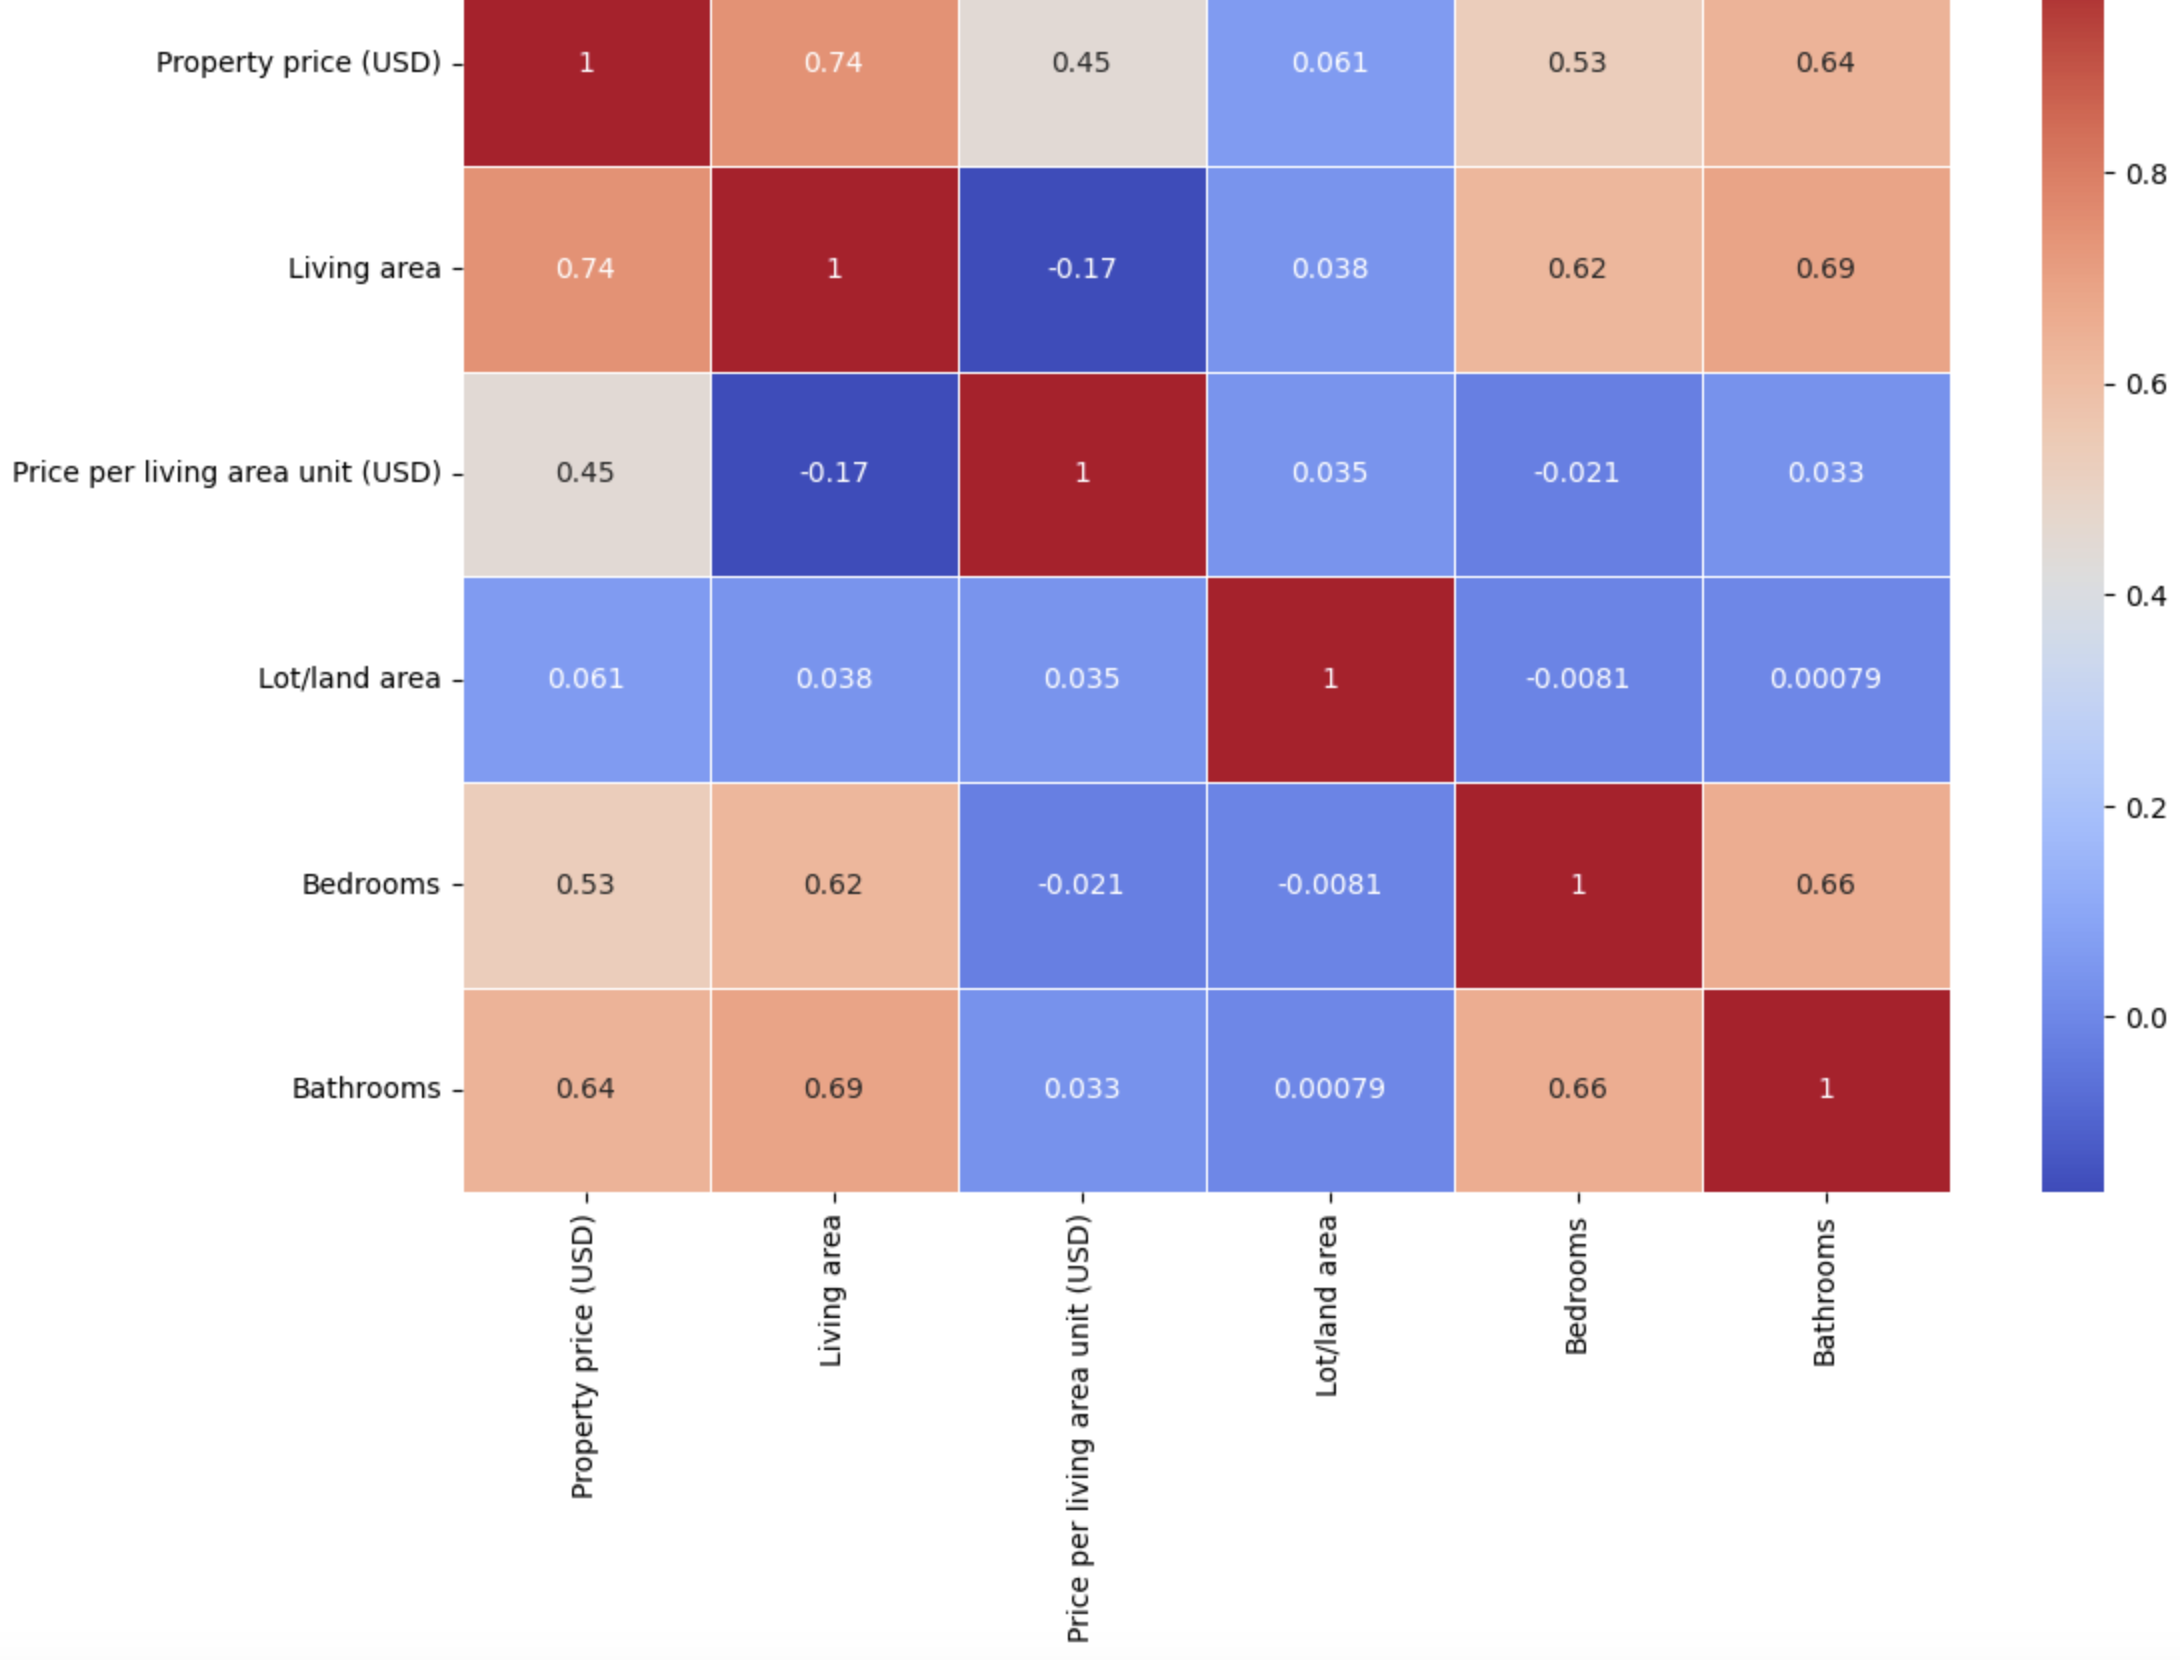 Property price (USD) 1 0.74 0.45 0.061 0.53 0.64
0.8
Living area 0.74 1 -0.17 0.038 0.62 0.69
0.6
Price per living area unit (USD) 0.45 -0.17 1 0.035 -0.021 0.033
0.4
Lot/land area 0.061 0.038 0.035 1 -0.0081 0.00079
0.2
Bedrooms 0.53 0.62 -0.021 -0.0081 1 0.66
0.0
Bathrooms 0.64 0.69 0.033 0.00079 0.66 1
Property price (USD)
Living area
Price per living area unit (USD)
Lot/land area
Bedrooms
Bathrooms